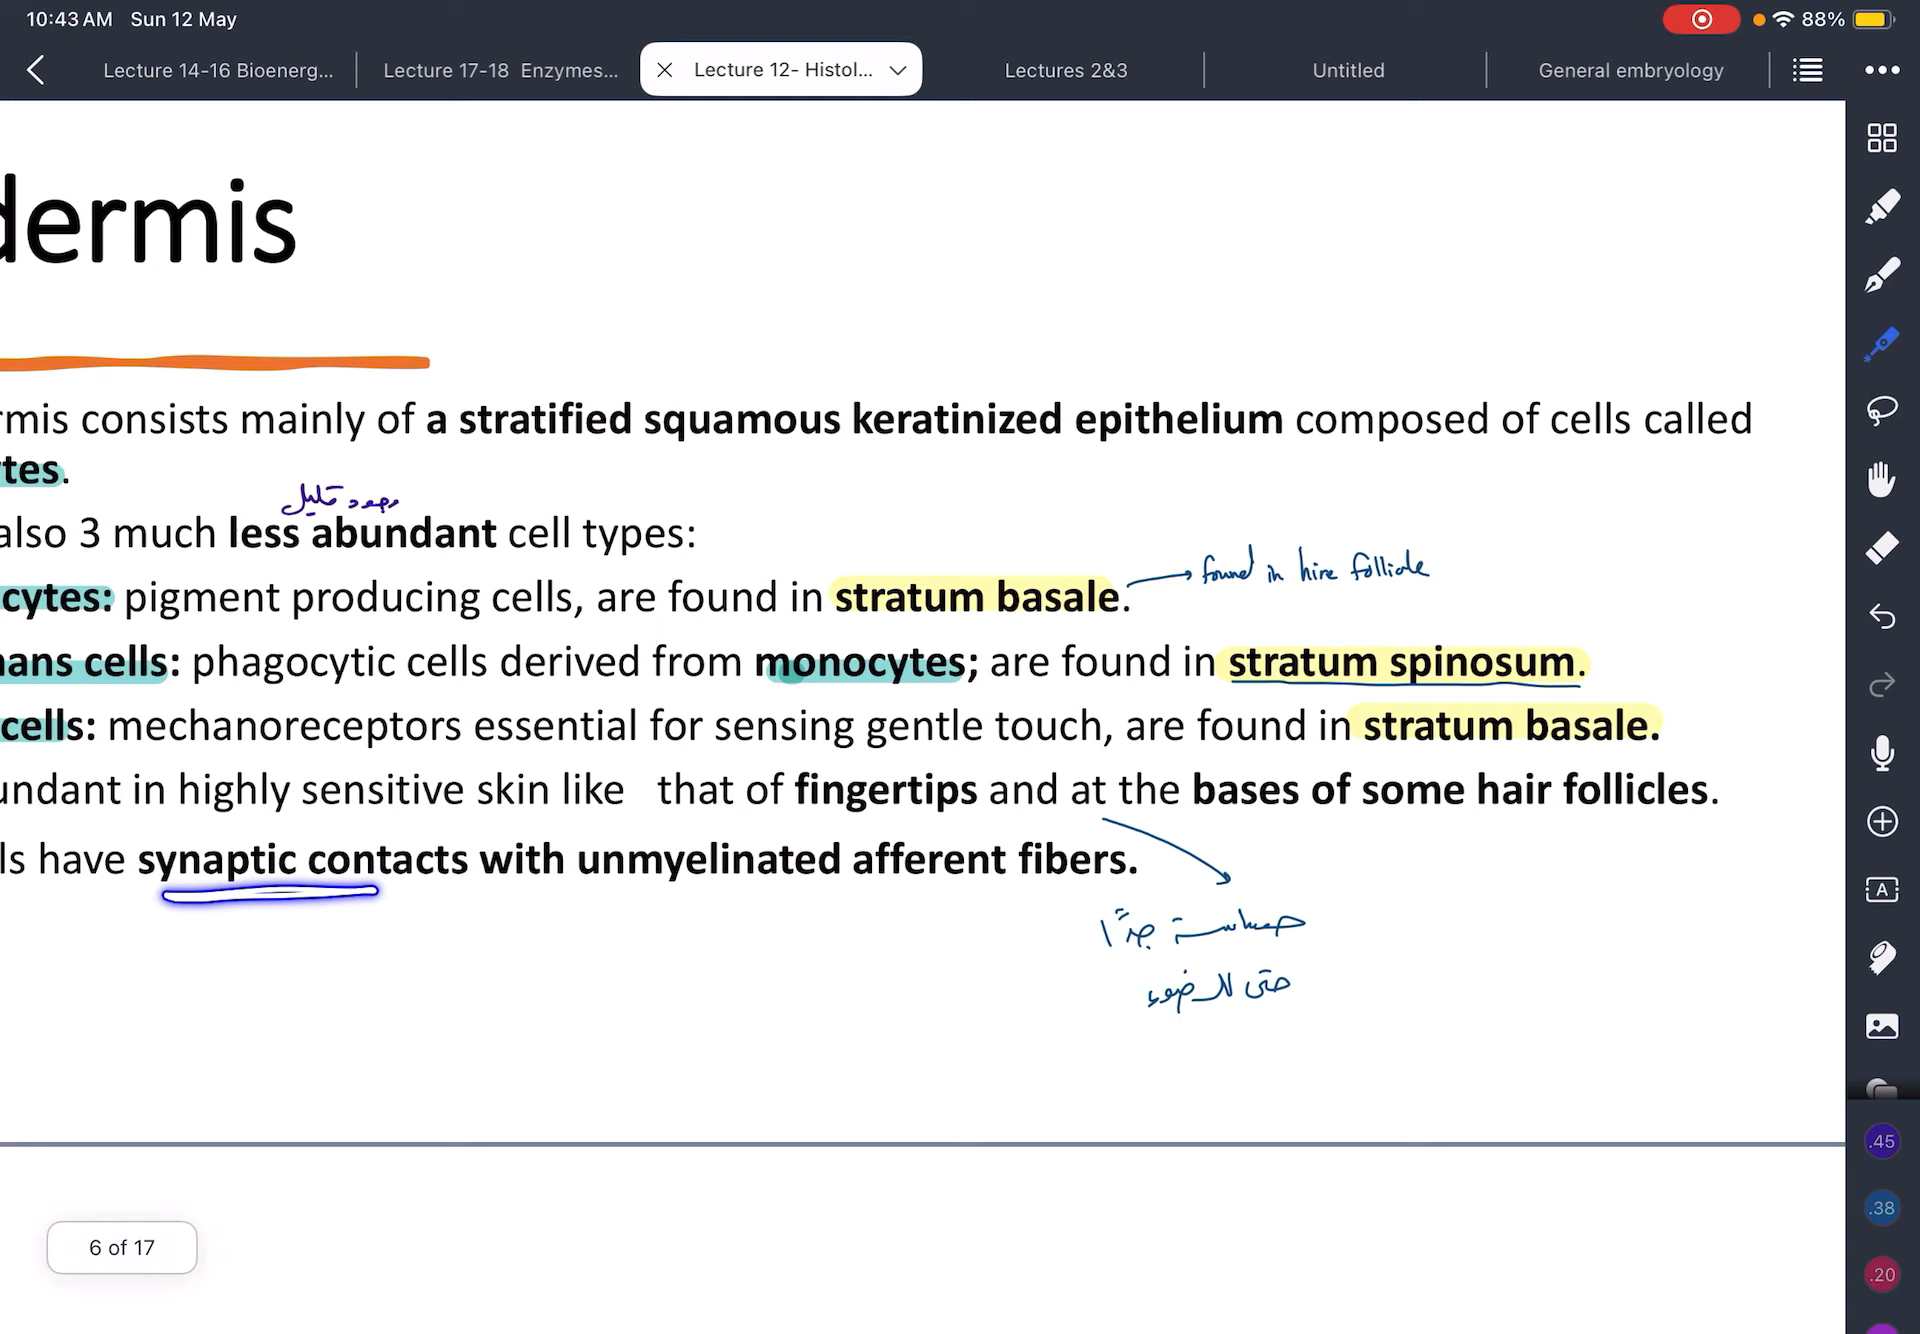 10:43 AM Sun 12 May
88%
Lecture 14-16 Bioenerg...
Lecture 17-18 Enzymes...
Lecture 12- Histol...
Lectures 2&3
Untitled
General embryology
dermis
rmis consists mainly of a stratified squamous keratinized epithelium composed of cells called
tes.
قليل
also 3 much less abundant cell types:
found in hire follicle
cytes: pigment producing cells, are found in stratum basale.
ans cells: phagocytic cells derived from monocytes; are found in stratum spinosum.
cells: mechanoreceptors essential for sensing gentle touch, are found in stratum basale.
undant in highly sensitive skin like that of fingertips and at the bases of some hair follicles.
ls have synaptic contacts with unmyelinated afferent fibers.
حساسة جدًا
حتى للضوء
A
.45
.38
.20
6 of 17